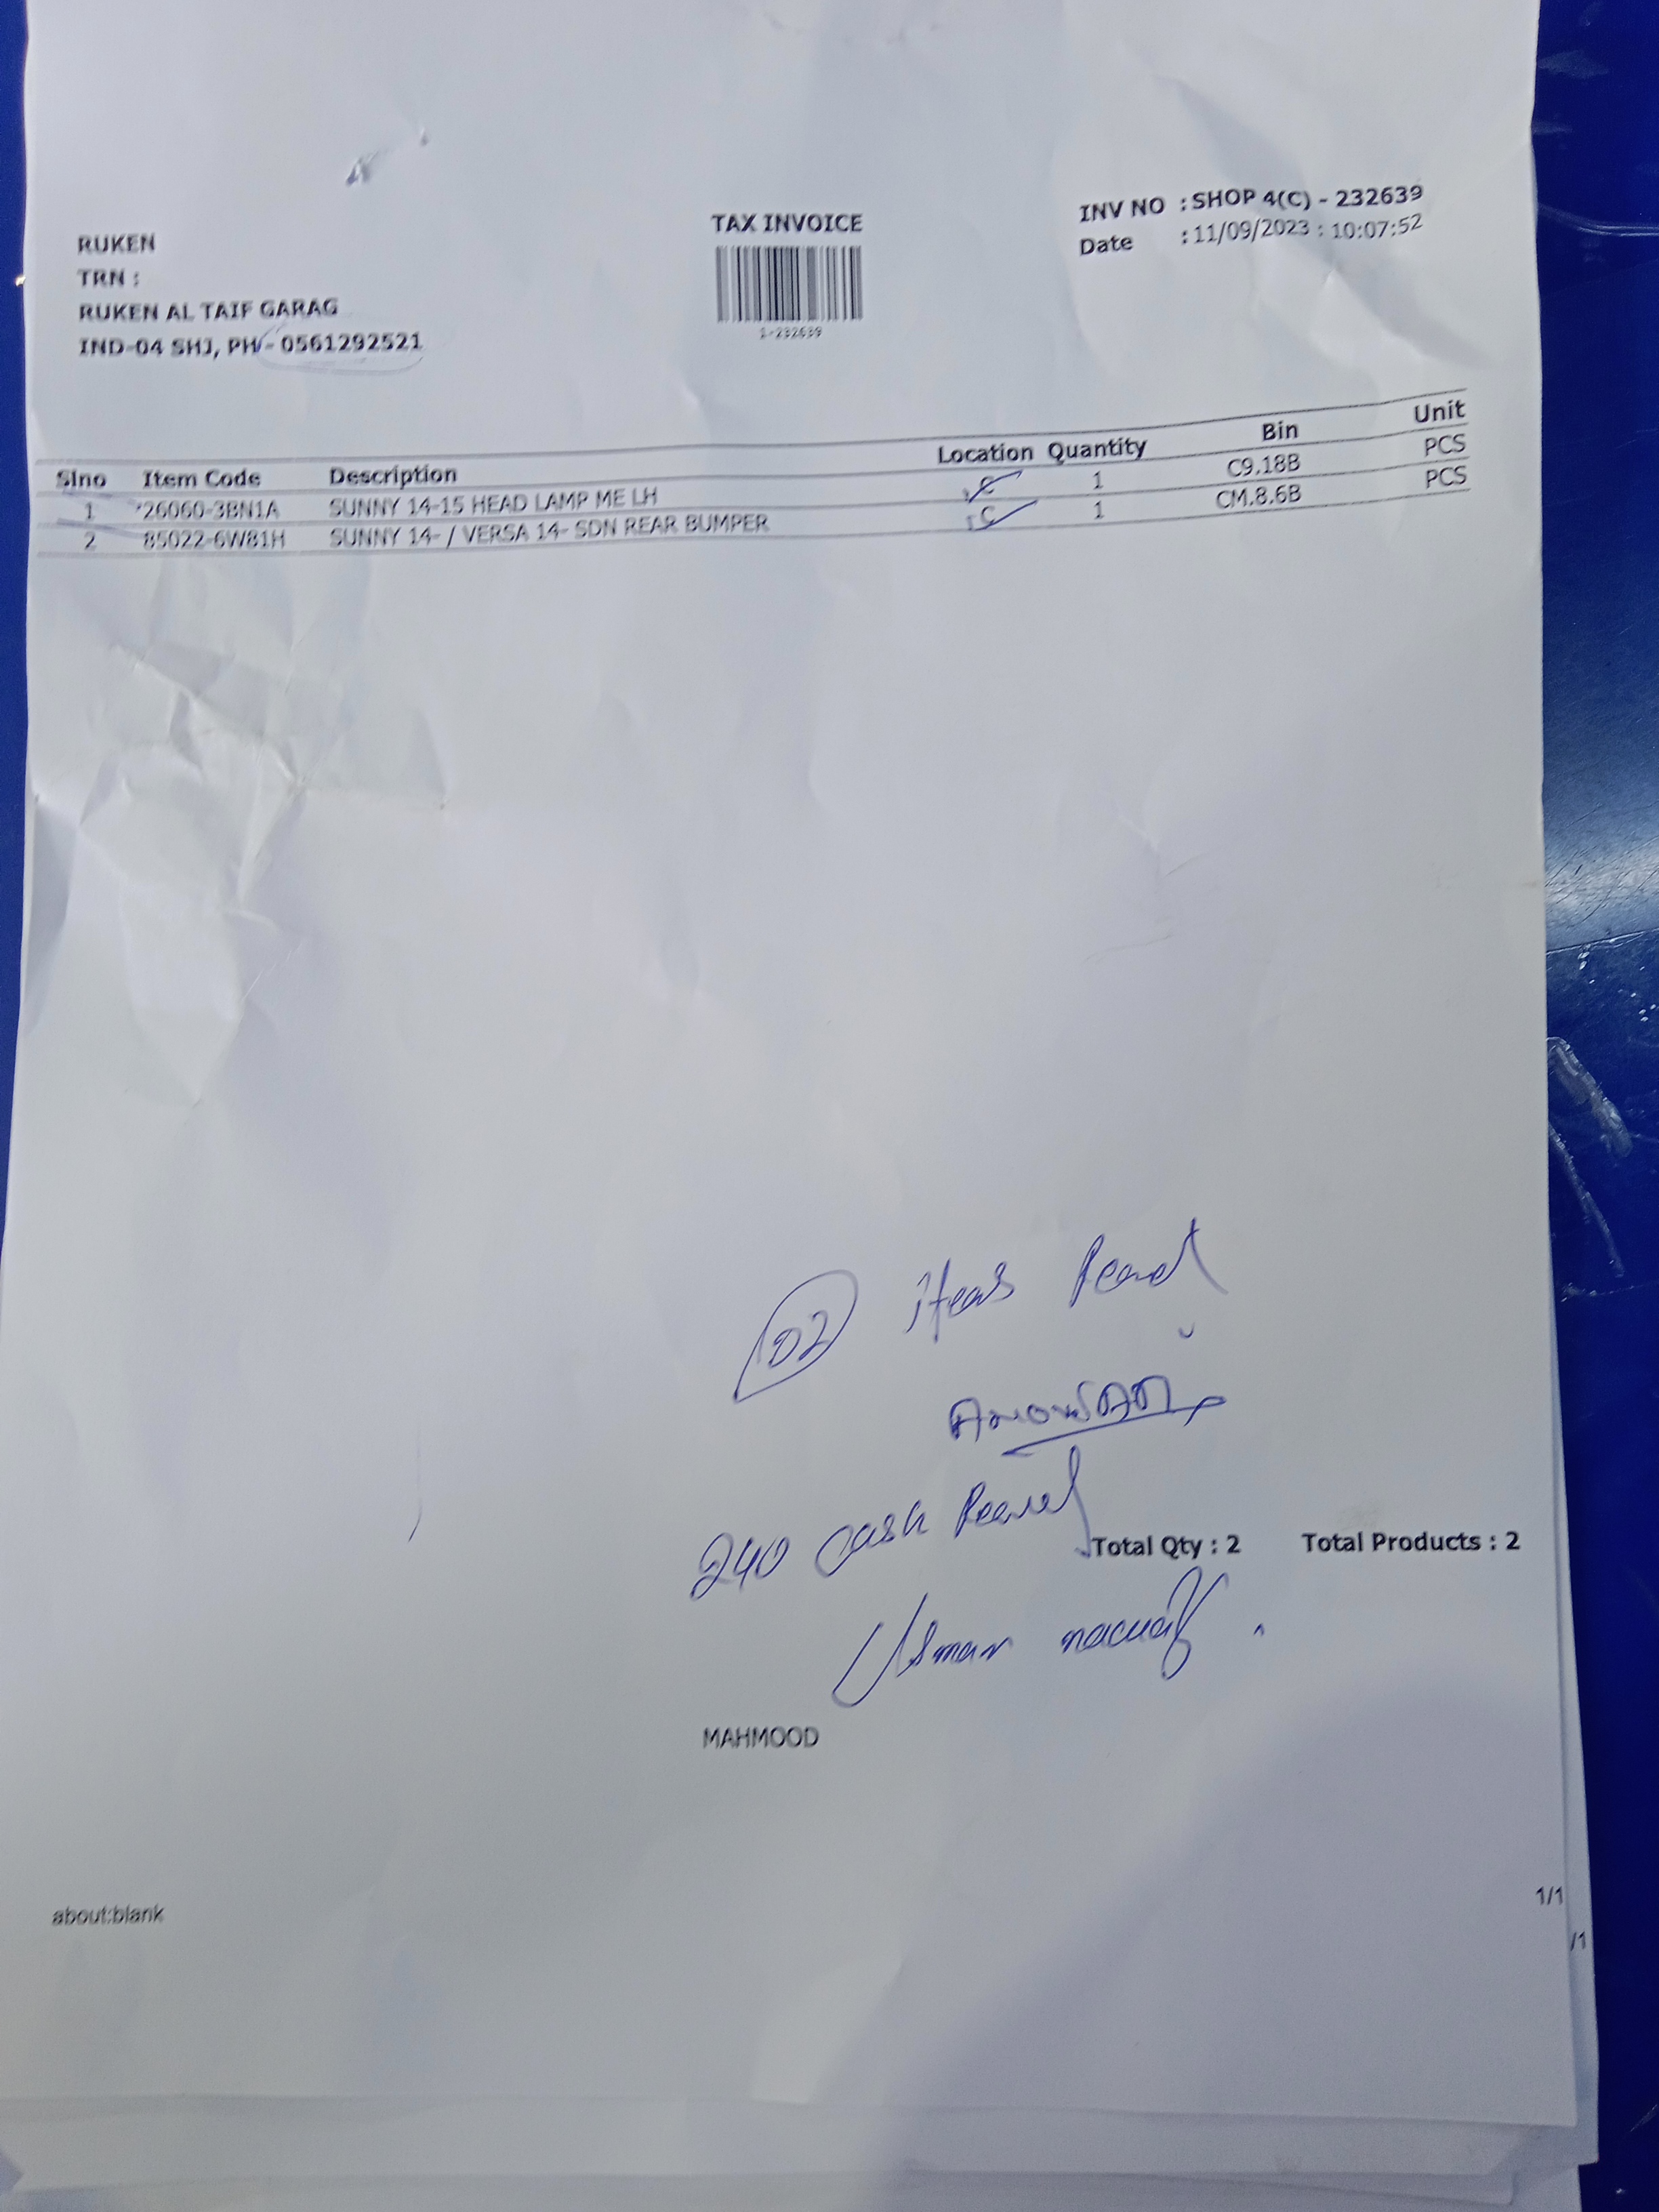 RUKEN
TRN :
RUKEN AL TAIF GARAG
IND-04 SHJ, PH - 0561292521
TAX INVOICE
1-232639
INV NO : SHOP 4(C) - 232639
Date : 11/09/2023 : 10:07:52
Slno Item Code Description Location Quantity Bin Unit
1 26060-3BN1A SUNNY 14-15 HEAD LAMP ME LH C 1 C9.18B PCS
2 85022-6W81H SUNNY 14- / VERSA 14- SDN REAR BUMPER C 1 CM.8.6B PCS
02
240 cash
Total Qty : 2 Total Products : 2
Usman
MAHMOOD
about:blank
1/1
/1